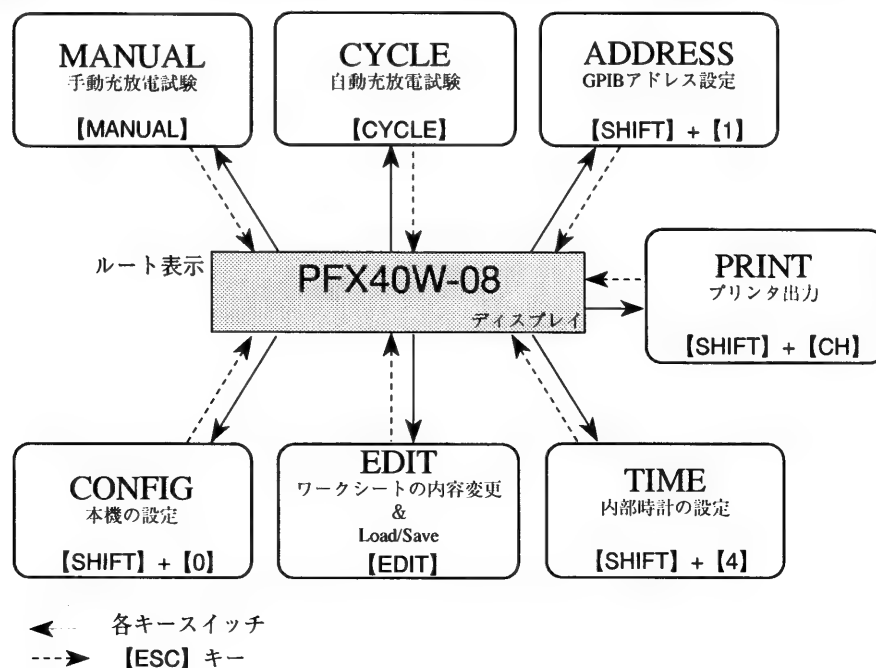 MANUAL
手動充放電試験
【MANUAL】
CYCLE
自動充放電試験
【CYCLE】
ADDRESS
GPIBアドレス設定
【SHIFT】+【1】
ルート表示
PFX40W-08
ディスプレイ
PRINT
プリンタ出力
【SHIFT】+【CH】
CONFIG
本機の設定
【SHIFT】+【0】
EDIT
ワークシートの内容変更
&
Load/Save
【EDIT】
TIME
内部時計の設定
【SHIFT】+【4】
各キースイッチ
【ESC】キー